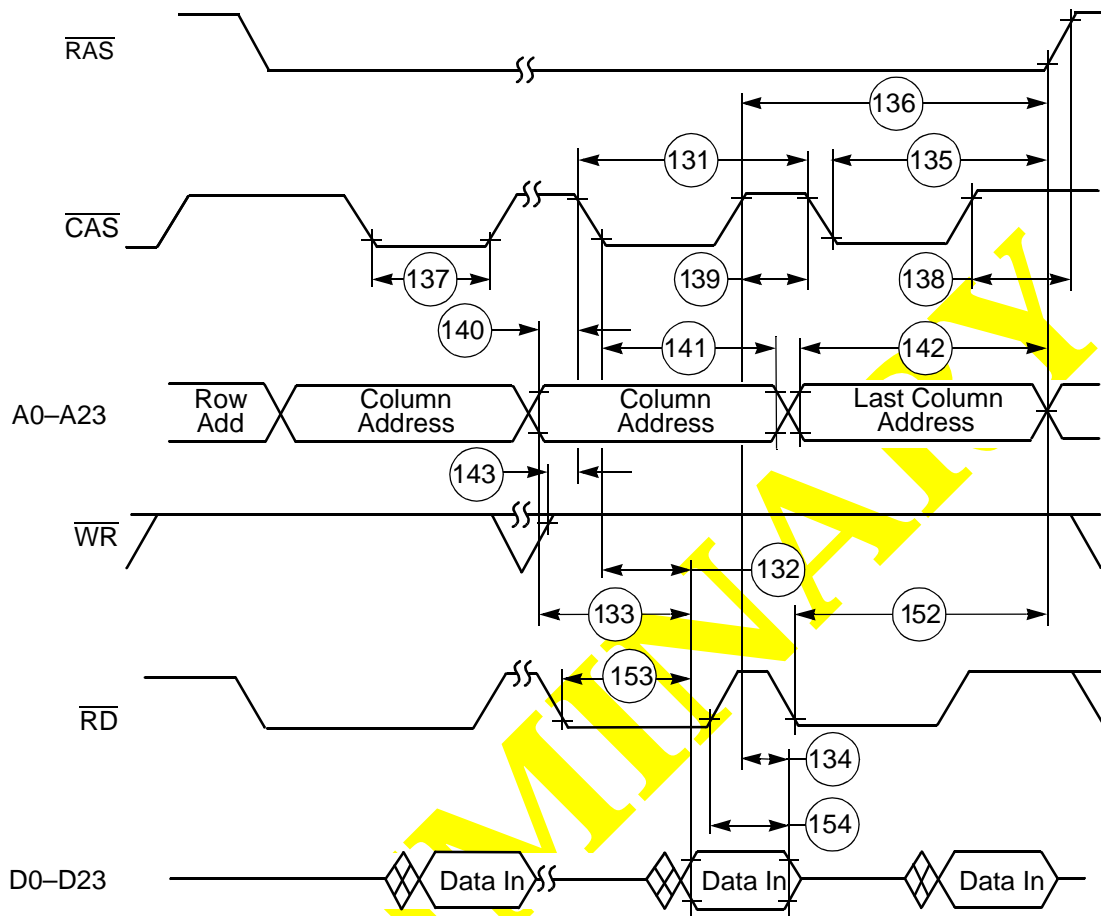 RAS
136
131
135
CAS
137
139
138
140
141
142
A0–A23
Row Add
Column Address
Column Address
Last Column Address
143
WR
132
133
152
153
RD
134
154
D0–D23
Data In
Data In
Data In